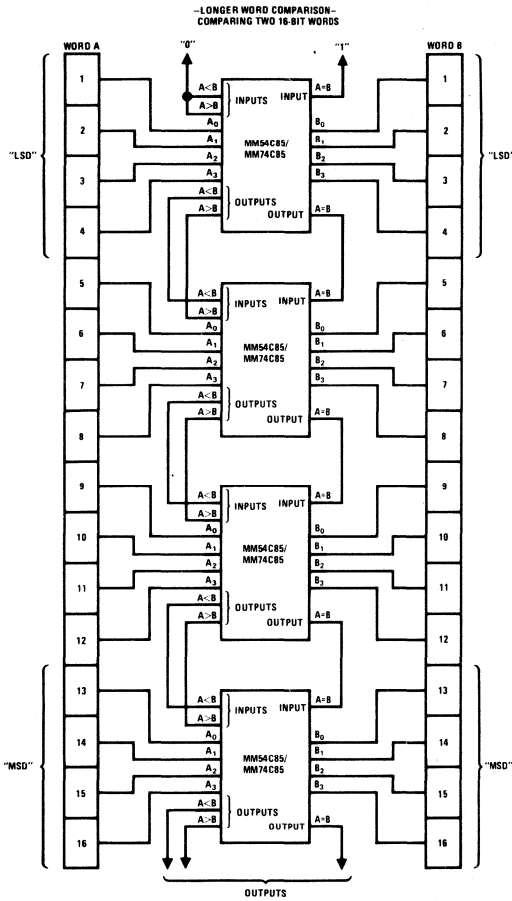 –LONGER WORD COMPARISON–
COMPARING TWO 16-BIT WORDS
WORD A
"0"
"1"
WORD B
"LSD"
"LSD"
1
A<B
A>B
INPUTS
INPUT
A=B
1
2
A0
A1
MM54C85/
MM74C85
B0
B1
2
3
A2
A3
B2
B3
3
4
A<B
A>B
OUTPUTS
OUTPUT
A=B
4
5
A<B
A>B
INPUTS
INPUT
A=B
5
6
A0
A1
MM54C85/
MM74C85
B0
B1
6
7
A2
A3
B2
B3
7
8
A<B
A>B
OUTPUTS
OUTPUT
A=B
8
9
A<B
A>B
INPUTS
INPUT
A=B
9
10
A0
A1
MM54C85/
MM74C85
B0
B1
10
11
A2
A3
B2
B3
11
12
A<B
A>B
OUTPUTS
OUTPUT
A=B
12
"MSD"
"MSD"
13
A<B
A>B
INPUTS
INPUT
A=B
13
14
A0
A1
MM54C85/
MM74C85
B0
B1
14
15
A2
A3
B2
B3
15
16
A<B
A>B
OUTPUTS
OUTPUT
A=B
16
OUTPUTS